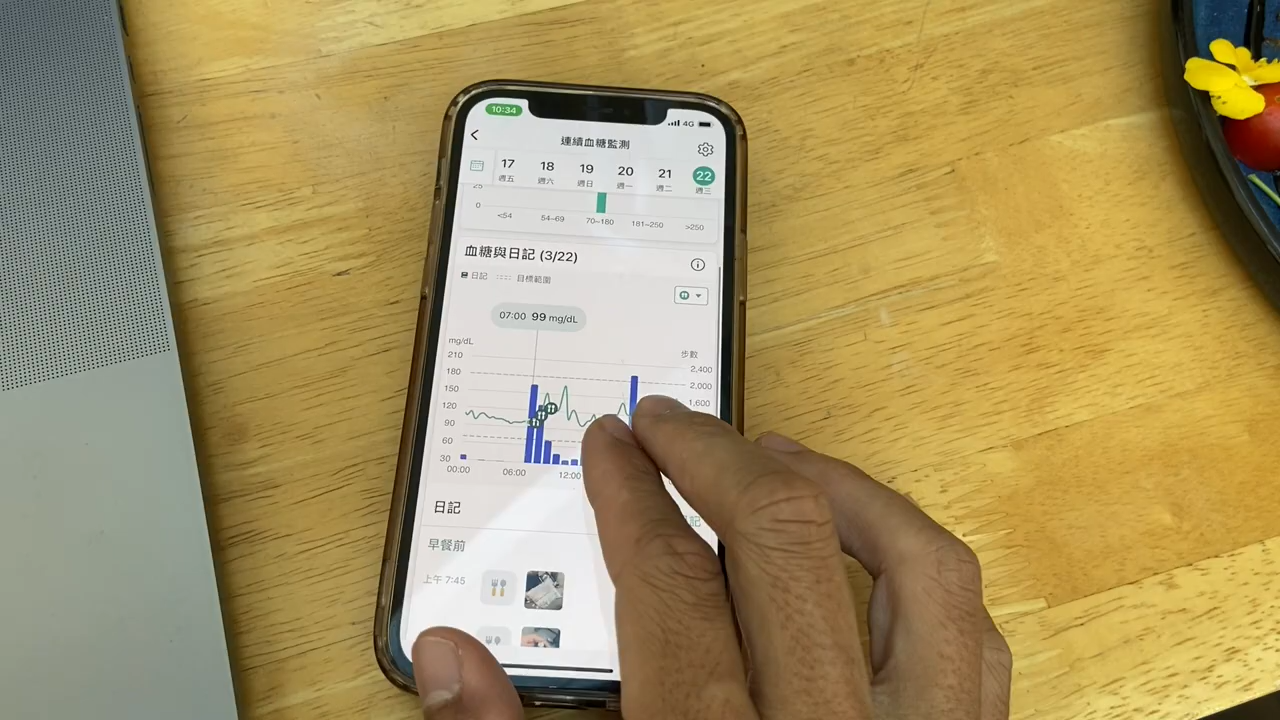 10:34
4G
連續血糖監測
17 18 19 20 21 22
週五 週六 週日 週一 週二 週三
25
0
<54 54–69 70–180 181–250 >250
血糖與日記 (3/22)
日記 目標範圍
07:00 99 mg/dL
mg/dL 步數
210 2,400
180 2,000
150 1,600
120
90
60
30
00:00 06:00 12:00
日記
早餐前
上午 7:45